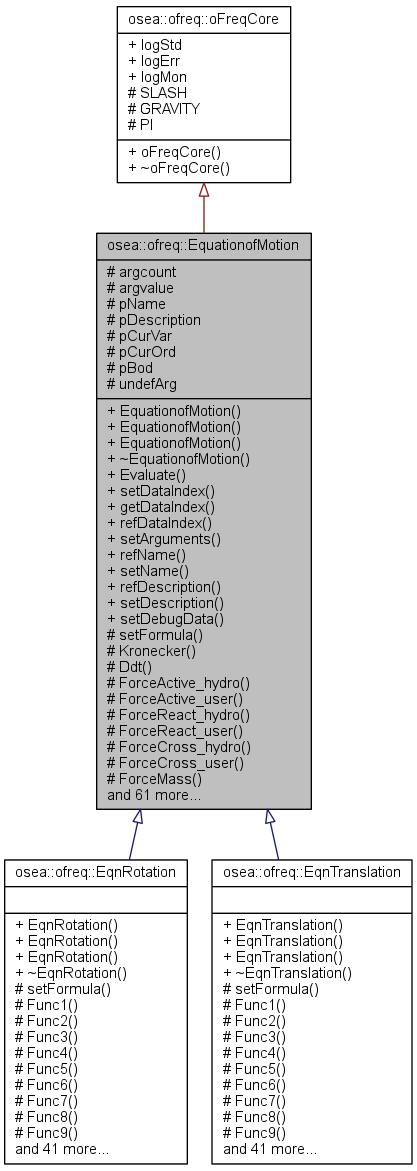 osea::ofreq::oFreqCore
+ logStd
+ logErr
+ logMon
# SLASH
# GRAVITY
# PI
+ oFreqCore()
+ ~oFreqCore()
osea::ofreq::EquationofMotion
# argcount
# argvalue
# pName
# pDescription
# pCurVar
# pCurOrd
# pBod
# undefArg
+ EquationofMotion()
+ EquationofMotion()
+ EquationofMotion()
+ ~EquationofMotion()
+ Evaluate()
+ setDataIndex()
+ getDataIndex()
+ refDataIndex()
+ setArguments()
+ refName()
+ setName()
+ refDescription()
+ setDescription()
+ setDebugData()
# setFormula()
# Kronecker()
# Ddt()
# ForceActive_hydro()
# ForceActive_user()
# ForceReact_hydro()
# ForceReact_user()
# ForceCross_hydro()
# ForceCross_user()
# ForceMass()
and 61 more...
osea::ofreq::EqnRotation
+ EqnRotation()
+ EqnRotation()
+ EqnRotation()
+ ~EqnRotation()
# setFormula()
# Func1()
# Func2()
# Func3()
# Func4()
# Func5()
# Func6()
# Func7()
# Func8()
# Func9()
and 41 more...
osea::ofreq::EqnTranslation
+ EqnTranslation()
+ EqnTranslation()
+ EqnTranslation()
+ ~EqnTranslation()
# setFormula()
# Func1()
# Func2()
# Func3()
# Func4()
# Func5()
# Func6()
# Func7()
# Func8()
# Func9()
and 41 more...